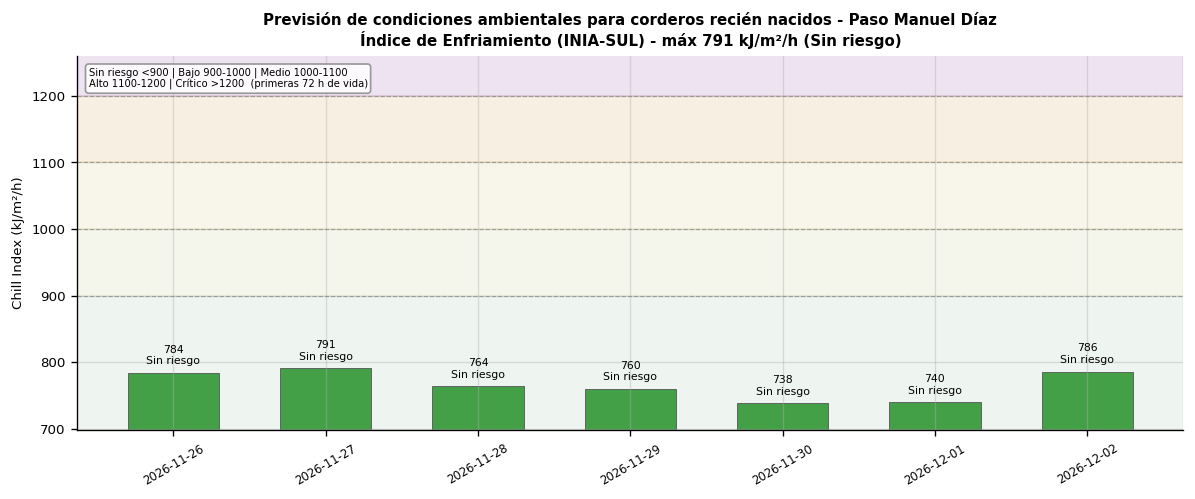 Previsión de condiciones ambientales para corderos recién nacidos - Paso Manuel Díaz
Índice de Enfriamiento (INIA-SUL) - máx 791 kJ/m²/h (Sin riesgo)
Sin riesgo <900 | Bajo 900-1000 | Medio 1000-1100
Alto 1100-1200 | Crítico >1200  (primeras 72 h de vida)
Chill Index (kJ/m²/h)
1200
1100
1000
900
800
700
784
Sin riesgo
791
Sin riesgo
764
Sin riesgo
760
Sin riesgo
738
Sin riesgo
740
Sin riesgo
786
Sin riesgo
2026-11-26
2026-11-27
2026-11-28
2026-11-29
2026-11-30
2026-12-01
2026-12-02